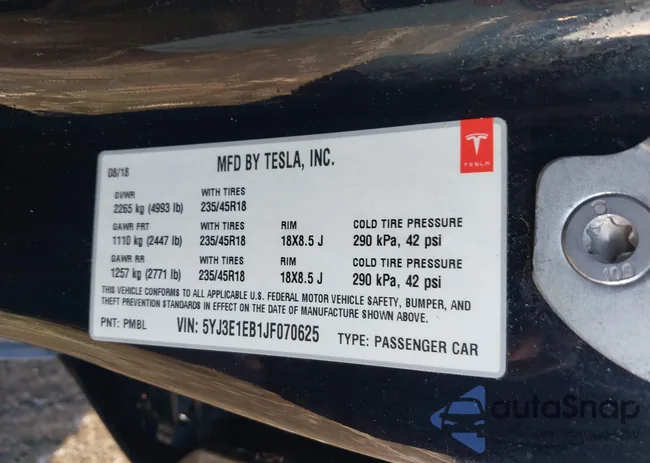 MFD BY TESLA, INC.
TESLA
08/18
GVWR WITH TIRES
2265 kg (4993 lb) 235/45R18
GAWR FRT WITH TIRES RIM COLD TIRE PRESSURE
1110 kg (2447 lb) 235/45R18 18X8.5 J 290 kPa, 42 psi
GAWR RR WITH TIRES RIM COLD TIRE PRESSURE
1257 kg (2771 lb) 235/45R18 18X8.5 J 290 kPa, 42 psi
THIS VEHICLE CONFORMS TO ALL APPLICABLE U.S. FEDERAL MOTOR VEHICLE SAFETY, BUMPER, AND
THEFT PREVENTION STANDARDS IN EFFECT ON DATE OF MANUFACTURE SHOWN ABOVE.
PNT: PMBL VIN: 5YJ3E1EB1JF070625 TYPE: PASSENGER CAR
10.9
autoSnap